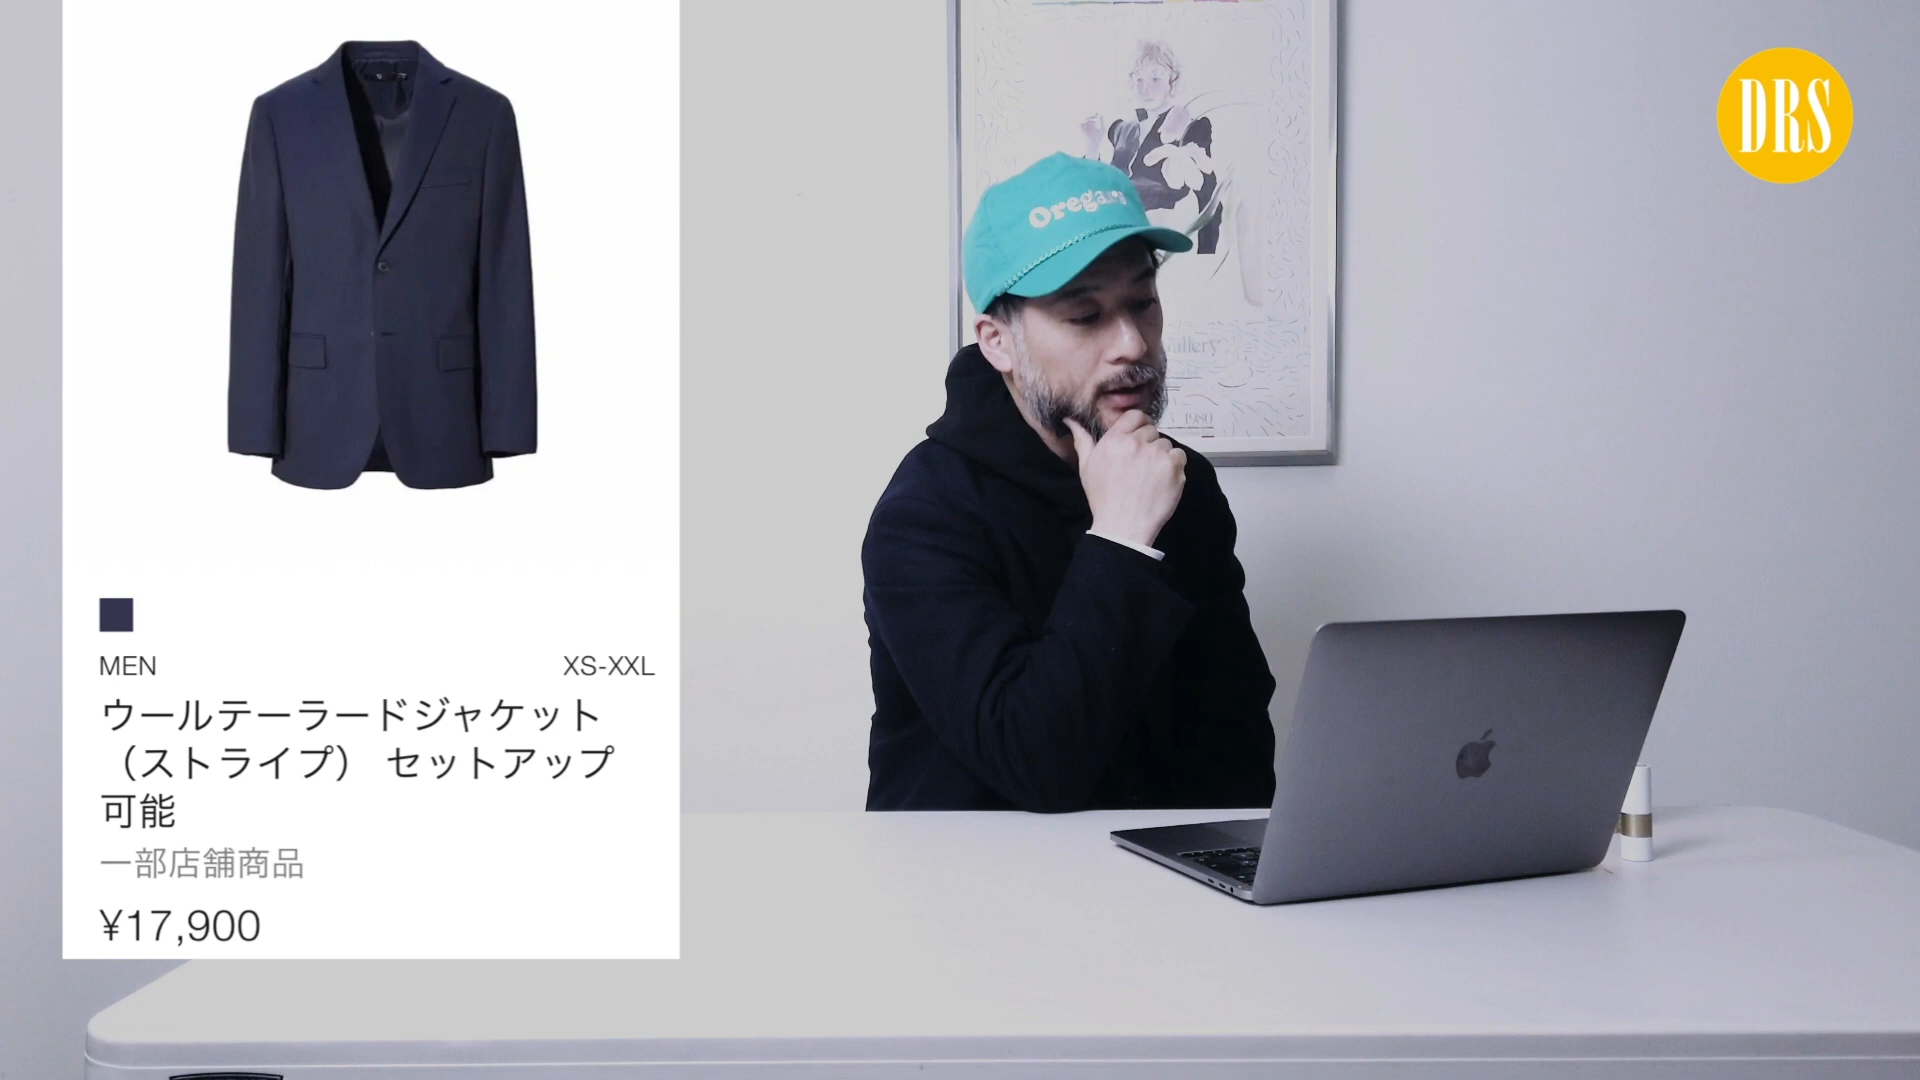 MEN
XS-XXL
ウールテーラードジャケット
（ストライプ） セットアップ
可能
一部店舗商品
¥17,900
DRS
1980